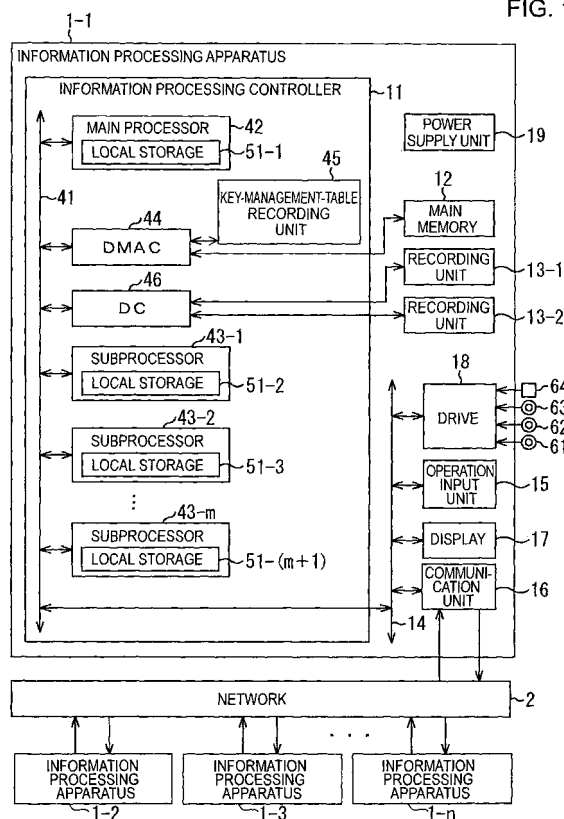 FIG. 1
1-1
INFORMATION PROCESSING APPARATUS
INFORMATION PROCESSING CONTROLLER
11
MAIN PROCESSOR
42
LOCAL STORAGE
51-1
POWER
SUPPLY UNIT
19
41
45
KEY-MANAGEMENT-TABLE
RECORDING
UNIT
44
DMAC
12
MAIN
MEMORY
46
DC
RECORDING
UNIT
13-1
RECORDING
UNIT
13-2
43-1
SUBPROCESSOR
LOCAL STORAGE
51-2
18
DRIVE
64
63
62
61
43-2
SUBPROCESSOR
LOCAL STORAGE
51-3
OPERATION
INPUT
UNIT
15
43-m
SUBPROCESSOR
LOCAL STORAGE
51-(m+1)
DISPLAY
17
COMMUNI-
CATION
UNIT
16
14
NETWORK
2
INFORMATION
PROCESSING
APPARATUS
1-2
INFORMATION
PROCESSING
APPARATUS
1-3
INFORMATION
PROCESSING
APPARATUS
1-n